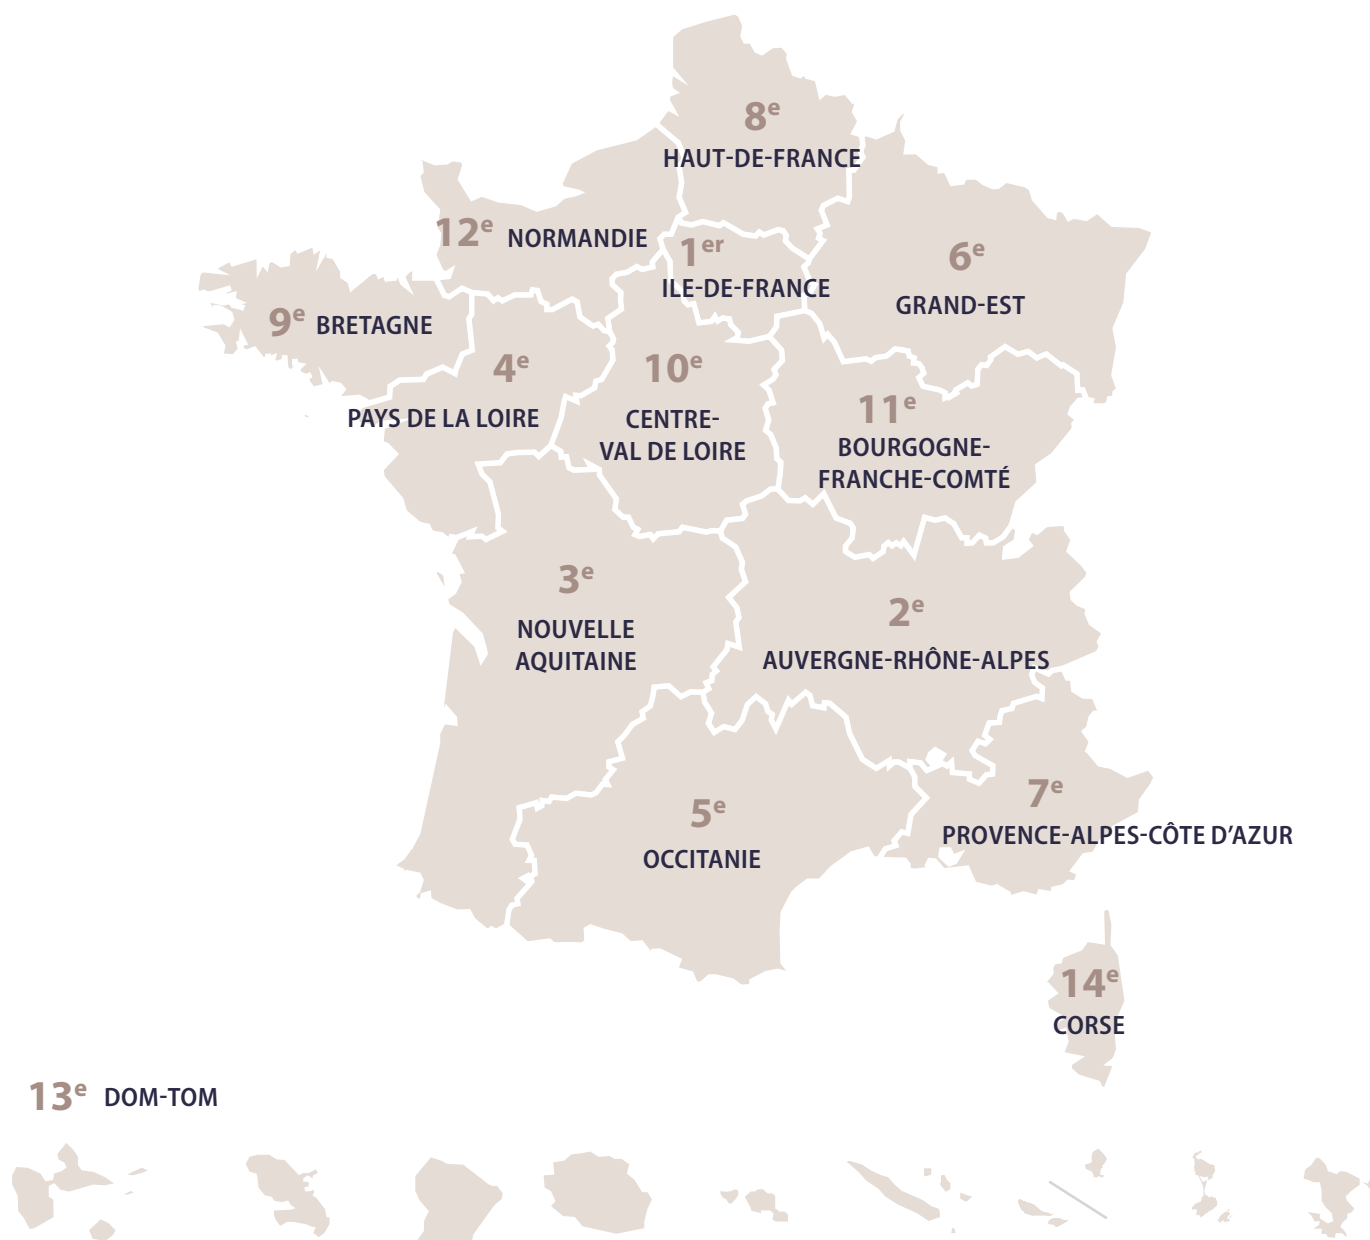 8e
HAUT-DE-FRANCE
12e NORMANDIE
1er
ILE-DE-FRANCE
6e
GRAND-EST
9e BRETAGNE
4e
PAYS DE LA LOIRE
10e
CENTRE-
VAL DE LOIRE
11e
BOURGOGNE-
FRANCHE-COMTÉ
3e
NOUVELLE
AQUITAINE
2e
AUVERGNE-RHÔNE-ALPES
5e
OCCITANIE
7e
PROVENCE-ALPES-CÔTE D’AZUR
14e
CORSE
13e DOM-TOM